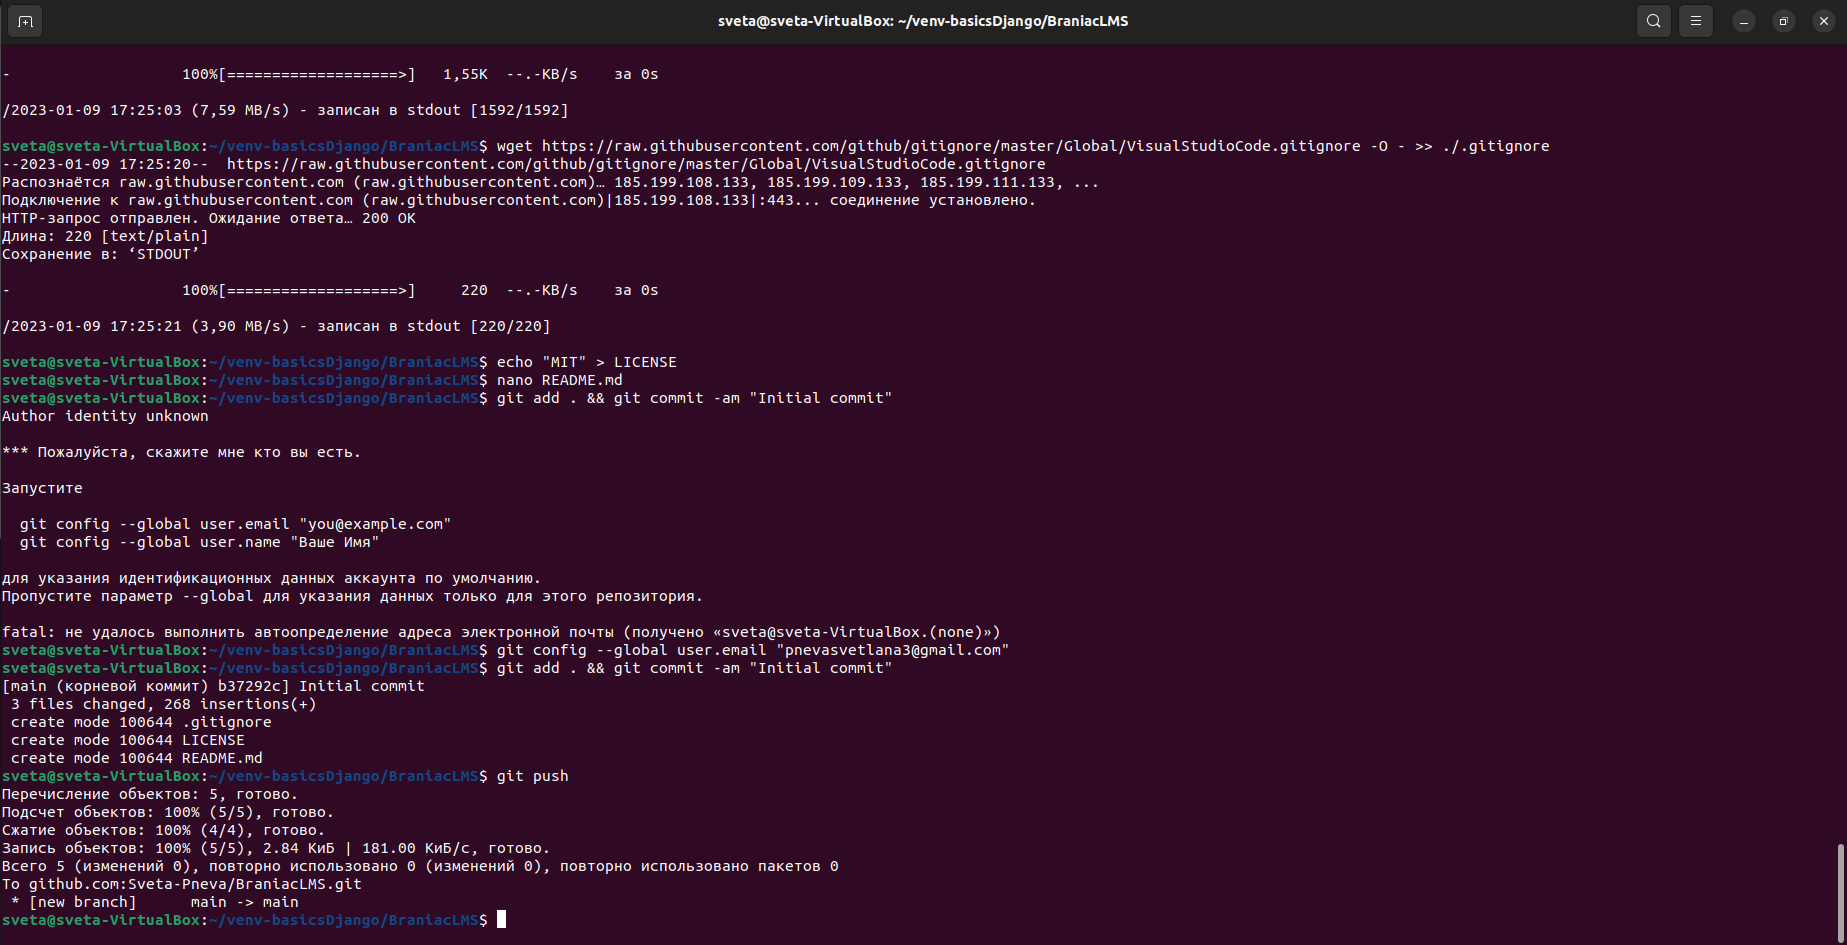 sveta@sveta-VirtualBox: ~/venv-basicsDjango/BraniacLMS
-                   100%[===================>]   1,55K  --.-KB/s    за 0s
/2023-01-09 17:25:03 (7,59 MB/s) - записан в stdout [1592/1592]
sveta@sveta-VirtualBox:~/venv-basicsDjango/BraniacLMS$ wget https://raw.githubusercontent.com/github/gitignore/master/Global/VisualStudioCode.gitignore -O - >> ./.gitignore
--2023-01-09 17:25:20--  https://raw.githubusercontent.com/github/gitignore/master/Global/VisualStudioCode.gitignore
Распознаётся raw.githubusercontent.com (raw.githubusercontent.com)… 185.199.108.133, 185.199.109.133, 185.199.111.133, ...
Подключение к raw.githubusercontent.com (raw.githubusercontent.com)|185.199.108.133|:443... соединение установлено.
HTTP-запрос отправлен. Ожидание ответа… 200 OK
Длина: 220 [text/plain]
Сохранение в: ‘STDOUT’
-                   100%[===================>]     220  --.-KB/s    за 0s
/2023-01-09 17:25:21 (3,90 MB/s) - записан в stdout [220/220]
sveta@sveta-VirtualBox:~/venv-basicsDjango/BraniacLMS$ echo "MIT" > LICENSE
sveta@sveta-VirtualBox:~/venv-basicsDjango/BraniacLMS$ nano README.md
sveta@sveta-VirtualBox:~/venv-basicsDjango/BraniacLMS$ git add . && git commit -am "Initial commit"
Author identity unknown
*** Пожалуйста, скажите мне кто вы есть.
Запустите
  git config --global user.email "you@example.com"
  git config --global user.name "Ваше Имя"
для указания идентификационных данных аккаунта по умолчанию.
Пропустите параметр --global для указания данных только для этого репозитория.
fatal: не удалось выполнить автоопределение адреса электронной почты (получено «sveta@sveta-VirtualBox.(none)»)
sveta@sveta-VirtualBox:~/venv-basicsDjango/BraniacLMS$ git config --global user.email "pnevasvetlana3@gmail.com"
sveta@sveta-VirtualBox:~/venv-basicsDjango/BraniacLMS$ git add . && git commit -am "Initial commit"
[main (корневой коммит) b37292c] Initial commit
 3 files changed, 268 insertions(+)
 create mode 100644 .gitignore
 create mode 100644 LICENSE
 create mode 100644 README.md
sveta@sveta-VirtualBox:~/venv-basicsDjango/BraniacLMS$ git push
Перечисление объектов: 5, готово.
Подсчет объектов: 100% (5/5), готово.
Сжатие объектов: 100% (4/4), готово.
Запись объектов: 100% (5/5), 2.84 КиБ | 181.00 КиБ/с, готово.
Всего 5 (изменений 0), повторно использовано 0 (изменений 0), повторно использовано пакетов 0
To github.com:Sveta-Pneva/BraniacLMS.git
 * [new branch]      main -> main
sveta@sveta-VirtualBox:~/venv-basicsDjango/BraniacLMS$